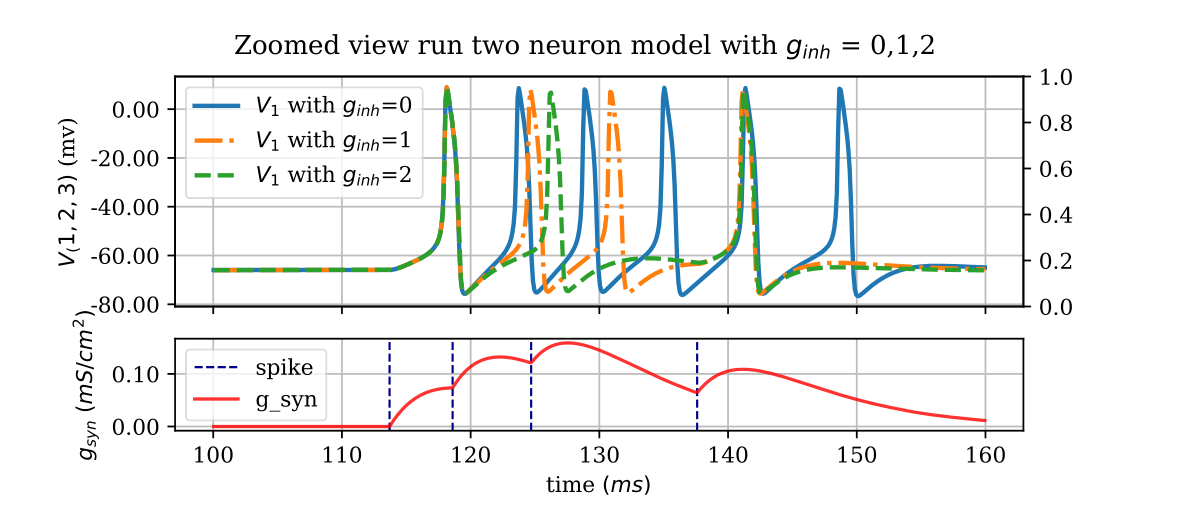 Zoomed view run two neuron model with g_inh = 0,1,2
V_(1, 2, 3) (mv)
0.00
-20.00
-40.00
-60.00
-80.00
V_1 with g_inh=0
V_1 with g_inh=1
V_1 with g_inh=2
1.0
0.8
0.6
0.4
0.2
0.0
g_syn (mS/cm^2)
0.10
0.00
spike
g_syn
100 110 120 130 140 150 160
time (ms)